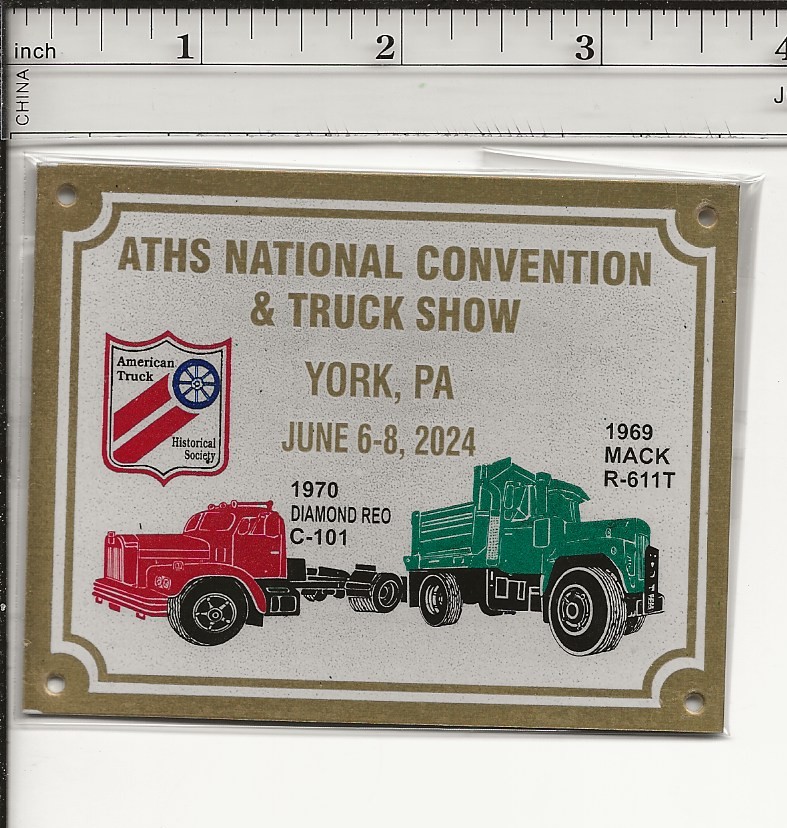 inch 1 2 3 4
CHINA
J
ATHS NATIONAL CONVENTION
& TRUCK SHOW
YORK, PA
JUNE 6-8, 2024
American
Truck
Historical
Society
1969
MACK
R-611T
1970
DIAMOND REO
C-101